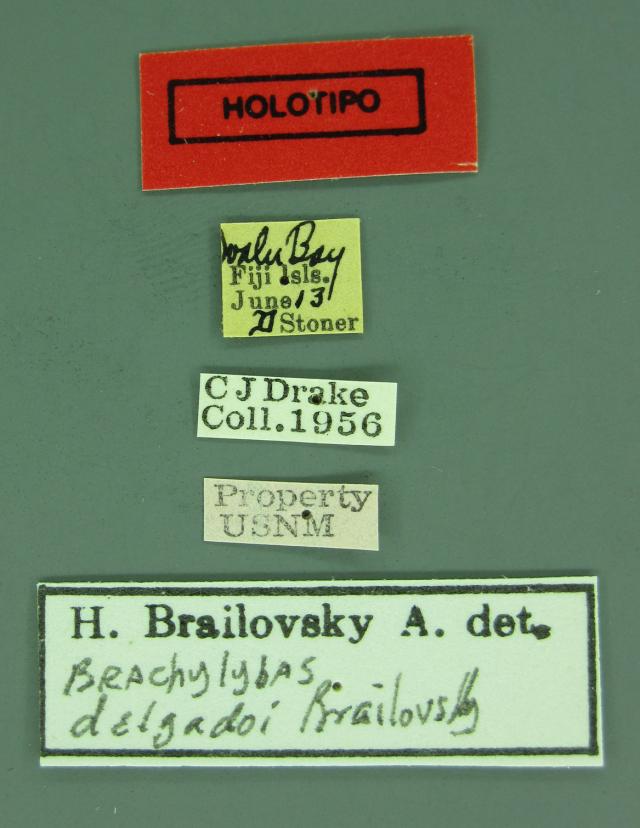 HOLOTIPO
Bay
Fiji Isls.
June 13
D Stoner
C J Drake
Coll. 1956
Property
USNM
H. Brailovsky A. det.
BRAchylybAS
delgadoi Brailovsky